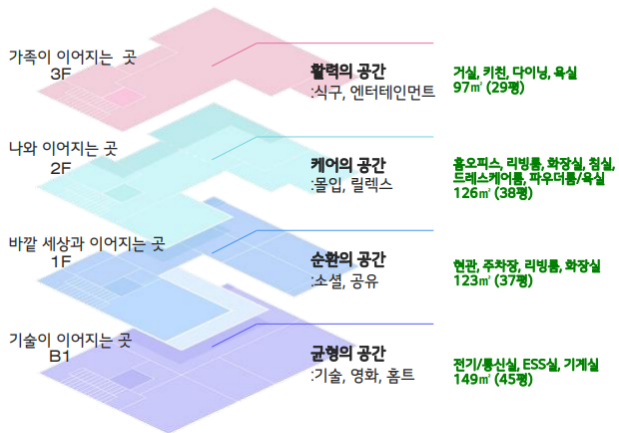 가족이 이어지는 곳
3F
활력의 공간
:식구, 엔터테인먼트
거실, 키친, 다이닝, 욕실
97㎡ (29평)
나와 이어지는 곳
2F
케어의 공간
:몰입, 릴렉스
홈오피스, 리빙룸, 화장실, 침실,
드레스케어룸, 파우더룸/욕실
126㎡ (38평)
바깥 세상과 이어지는 곳
1F
순환의 공간
:소셜, 공유
현관, 주차장, 리빙룸, 화장실
123㎡ (37평)
기술이 이어지는 곳
B1
균형의 공간
:기술, 영화, 홈트
전기/통신실, ESS실, 기계실
149㎡ (45평)